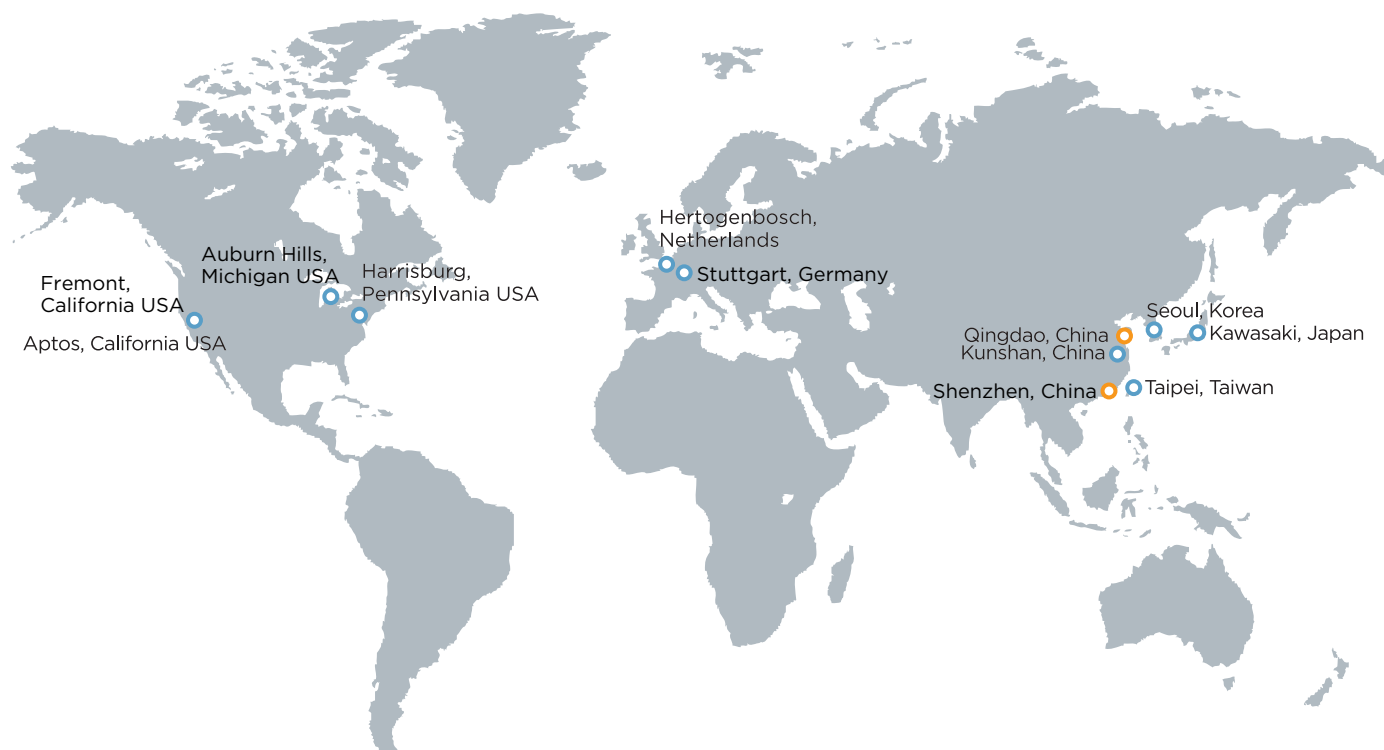 Hertogenbosch,
Netherlands
Auburn Hills,
Michigan USA
Harrisburg,
Pennsylvania USA
Stuttgart, Germany
Fremont,
California USA
Aptos, California USA
Seoul, Korea
Qingdao, China
Kawasaki, Japan
Kunshan, China
Shenzhen, China
Taipei, Taiwan